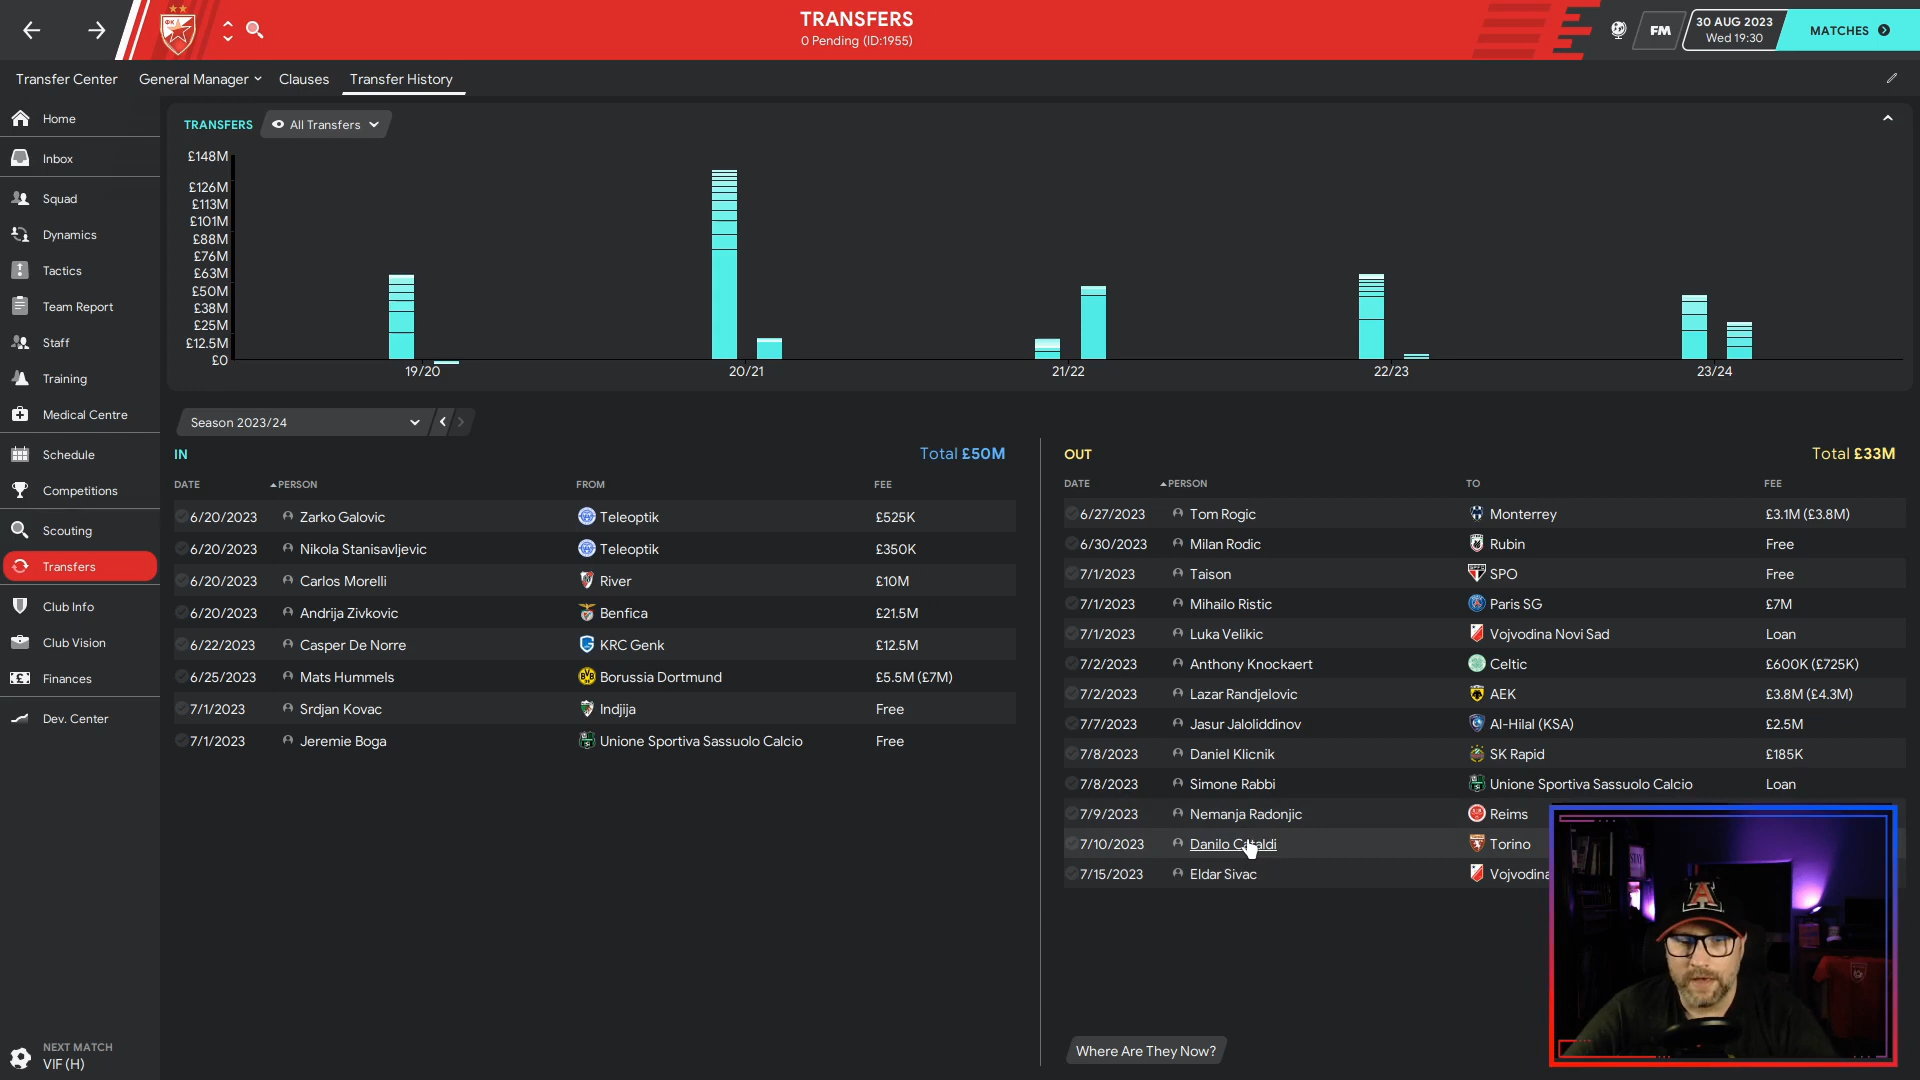 TRANSFERS
0 Pending (ID:1955)
FM
30 AUG 2023
Wed 19:30
MATCHES
Transfer Center
General Manager
Clauses
Transfer History
Home
Inbox
Squad
Dynamics
Tactics
Team Report
Staff
Training
Medical Centre
Schedule
Competitions
Scouting
Transfers
Club Info
Club Vision
Finances
Dev. Center
NEXT MATCH
VIF (H)
TRANSFERS
All Transfers
£148M
£126M
£113M
£101M
£88M
£76M
£63M
£50M
£38M
£25M
£12.5M
£0
19/20
20/21
21/22
22/23
23/24
Season 2023/24
IN
Total £50M
DATE PERSON FROM FEE
6/20/2023 Zarko Galovic Teleoptik £525K
6/20/2023 Nikola Stanisavljevic Teleoptik £350K
6/20/2023 Carlos Morelli River £10M
6/20/2023 Andrija Zivkovic Benfica £21.5M
6/22/2023 Casper De Norre KRC Genk £12.5M
6/25/2023 Mats Hummels Borussia Dortmund £5.5M (£7M)
7/1/2023 Srdjan Kovac Indjija Free
7/1/2023 Jeremie Boga Unione Sportiva Sassuolo Calcio Free
OUT
Total £33M
DATE PERSON TO FEE
6/27/2023 Tom Rogic Monterrey £3.1M (£3.8M)
6/30/2023 Milan Rodic Rubin Free
7/1/2023 Taison SPO Free
7/1/2023 Mihailo Ristic Paris SG £7M
7/1/2023 Luka Velikic Vojvodina Novi Sad Loan
7/2/2023 Anthony Knockaert Celtic £600K (£725K)
7/2/2023 Lazar Randjelovic AEK £3.8M (£4.3M)
7/7/2023 Jasur Jaloliddinov Al-Hilal (KSA) £2.5M
7/8/2023 Daniel Klicnik SK Rapid £185K
7/8/2023 Simone Rabbi Unione Sportiva Sassuolo Calcio Loan
7/9/2023 Nemanja Radonjic Reims
7/10/2023 Danilo Cataldi Torino
7/15/2023 Eldar Sivac Vojvodina
Where Are They Now?
A